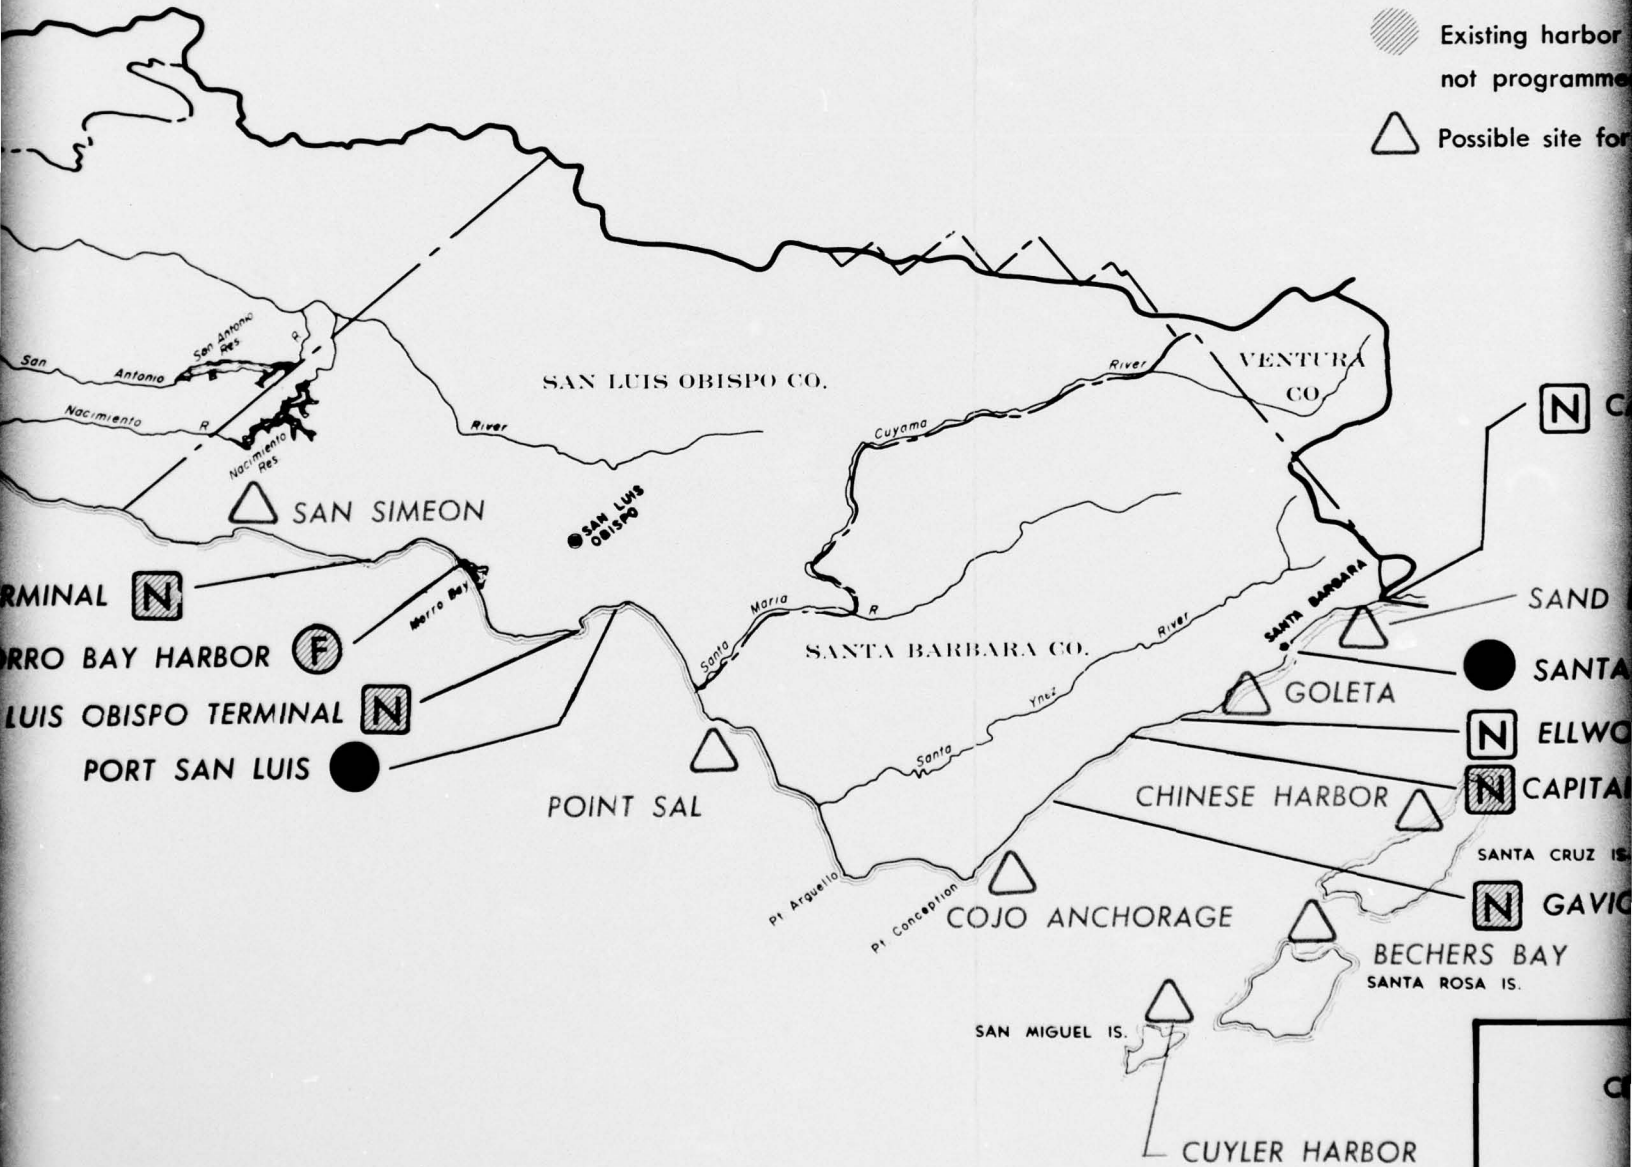 Existing harbor
not programme
Possible site for
San Antonio
Res.
R
San
Antonio
Nacimiento
R
Nacimiento
Res.
SAN LUIS OBISPO CO.
River
VENTURA
CO
River
Cuyama
N
SAN SIMEON
SAN LUIS
OBISPO
RMINAL N
Morro Bay
RRO BAY HARBOR F
LUIS OBISPO TERMINAL N
PORT SAN LUIS
Santa
Maria
R
SANTA BARBARA CO.
Santa
Ynez
River
SANTA BARBARA
SAND
SANTA
GOLETA
N ELLWO
POINT SAL
CHINESE HARBOR
N CAPITA
SANTA CRUZ IS.
Pt Arguello
Pt Conception
COJO ANCHORAGE
N GAVIO
BECHERS BAY
SANTA ROSA IS.
SAN MIGUEL IS.
CUYLER HARBOR